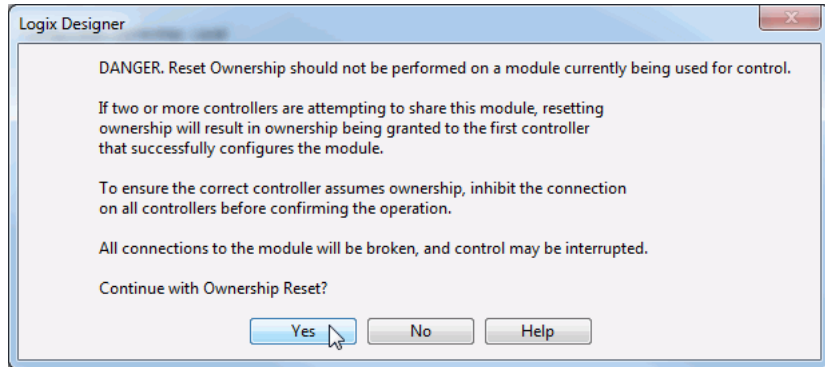 Logix Designer
DANGER. Reset Ownership should not be performed on a module currently being used for control.
If two or more controllers are attempting to share this module, resetting
ownership will result in ownership being granted to the first controller
that successfully configures the module.
To ensure the correct controller assumes ownership, inhibit the connection
on all controllers before confirming the operation.
All connections to the module will be broken, and control may be interrupted.
Continue with Ownership Reset?
Yes No Help